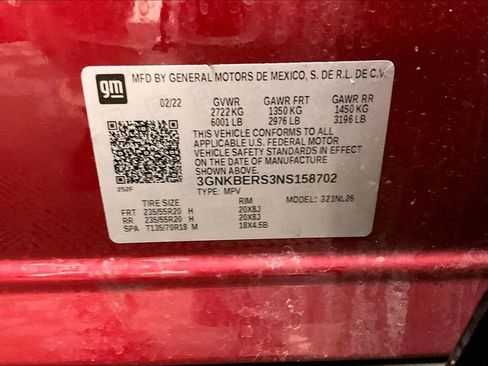 gm
MFD BY GENERAL MOTORS DE MEXICO, S. DE R.L. DE C.V.
02/22 GVWR GAWR FRT GAWR RR
2722 KG 1350 KG 1450 KG
6001 LB 2976 LB 3196 LB
THIS VEHICLE CONFORMS TO ALL
APPLICABLE U.S. FEDERAL MOTOR
VEHICLE SAFETY STANDARDS IN EFFECT
ON THE DATE OF MANUFACTURE
SHOWN ABOVE.
252F 3GNKBERS3NS158702
TYPE: MPV
TIRE SIZE RIM MODEL: 321NL26
FRT 235/55R20 H 20X8J
RR 235/55R20 H 20X8J
SPA T135/70R18 M 18X4.5B